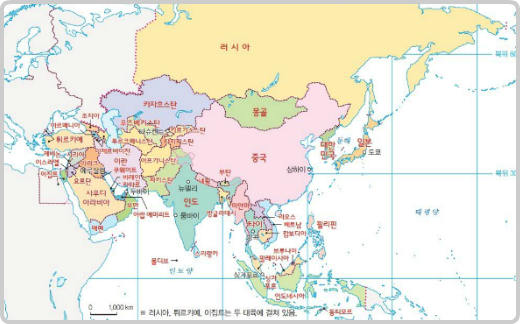 러시아
북위 60
카자흐스탄
몽골
조지아
아르메니아
우즈베키스탄
키르기스스탄
튀르키예
투르크메니스탄
타지키스탄
아제르바이잔
대한
민국
동해
일본
도쿄
레바논
시리아
이스라엘
이라크
이란
아프가니스탄
중국
상하이
이집트
요르단
쿠웨이트
바레인
카타르
파키스탄
뉴델리
네팔
부탄
북위 30
두바이
사우디
아라비아
오만
아랍 에미리트
인도
뭄바이
방글라데시
미얀마
라오스
타이
베트남
캄보디아
필리핀
태평양
예멘
몰디브
인도양
브루나이
말레이시아
싱가포르
인도네시아
동티모르
0 1,000 km
※ 러시아, 튀르키예, 이집트는 두 대륙에 걸쳐 있음.